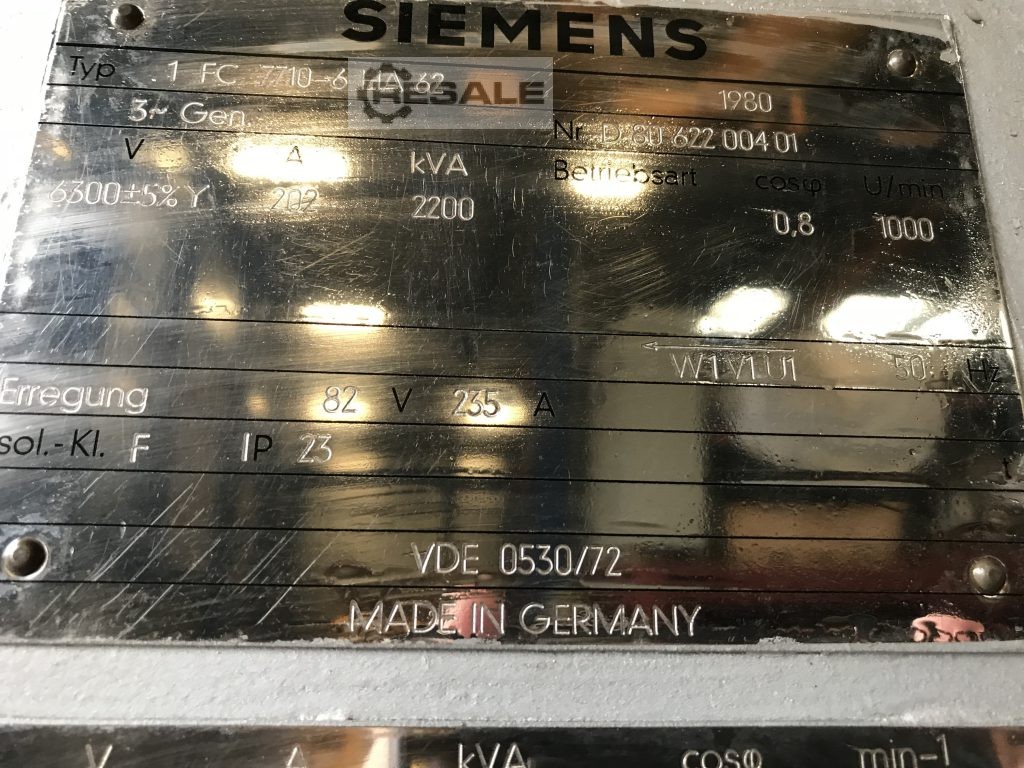 SIEMENS
Typ 1 FC 7710-6 HA 62 1980
RESALE
3~ Gen. Nr. D 80 622 004 01
V A kVA Betriebsart cosφ U/min
6300±5% Y 202 2200 0,8 1000
W1 V1 U1 50 Hz
Erregung 82 V 235 A
sol.-Kl. F IP 23 t
VDE 0530/72
MADE IN GERMANY
V A kVA cosφ min-1